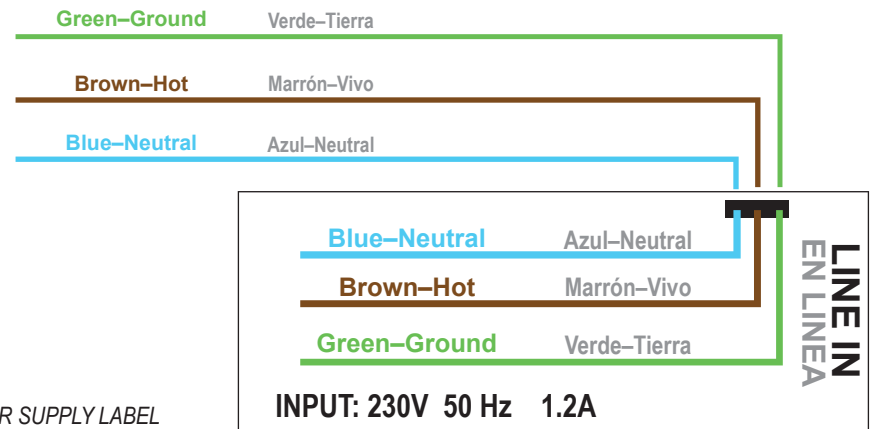 Green–Ground Verde–Tierra
Brown–Hot Marrón–Vivo
Blue–Neutral Azul–Neutral
Blue–Neutral Azul–Neutral
Brown–Hot Marrón–Vivo
Green–Ground Verde–Tierra
LINE IN
EN LINEA
INPUT: 230V 50 Hz 1.2A
R SUPPLY LABEL